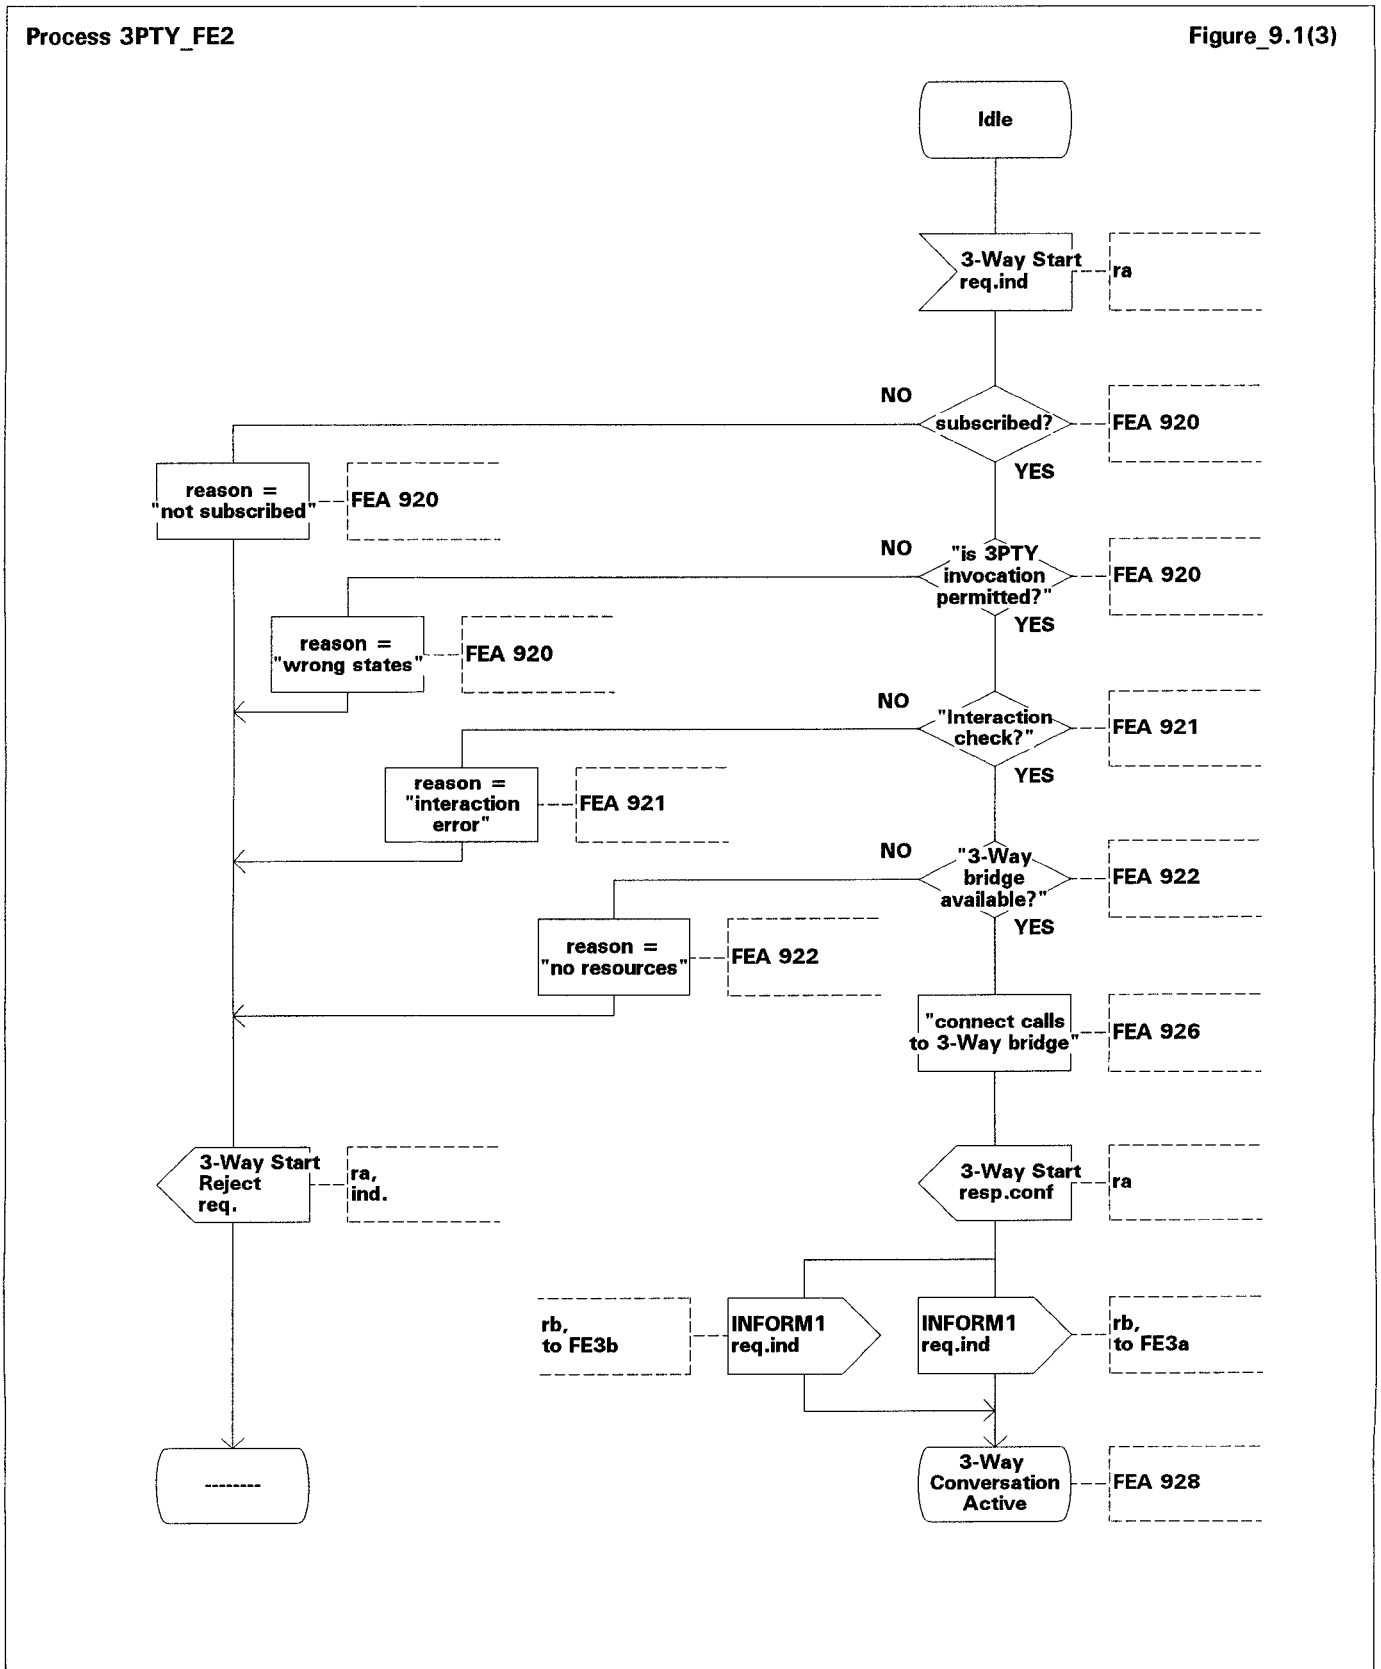 Process 3PTY_FE2
Figure_9.1(3)
Idle
3-Way Start
req.ind
ra
NO
subscribed?
FEA 920
YES
reason =
"not subscribed"
FEA 920
NO
"is 3PTY
invocation
permitted?"
FEA 920
YES
reason =
"wrong states"
FEA 920
NO
"Interaction
check?"
FEA 921
YES
reason =
"interaction
error"
FEA 921
NO
"3-Way
bridge
available?"
FEA 922
YES
reason =
"no resources"
FEA 922
"connect calls
to 3-Way bridge"
FEA 926
3-Way Start
Reject
req.
ra,
ind.
3-Way Start
resp.conf
ra
rb,
to FE3b
INFORM1
req.ind
INFORM1
req.ind
rb,
to FE3a
--------
3-Way
Conversation
Active
FEA 928